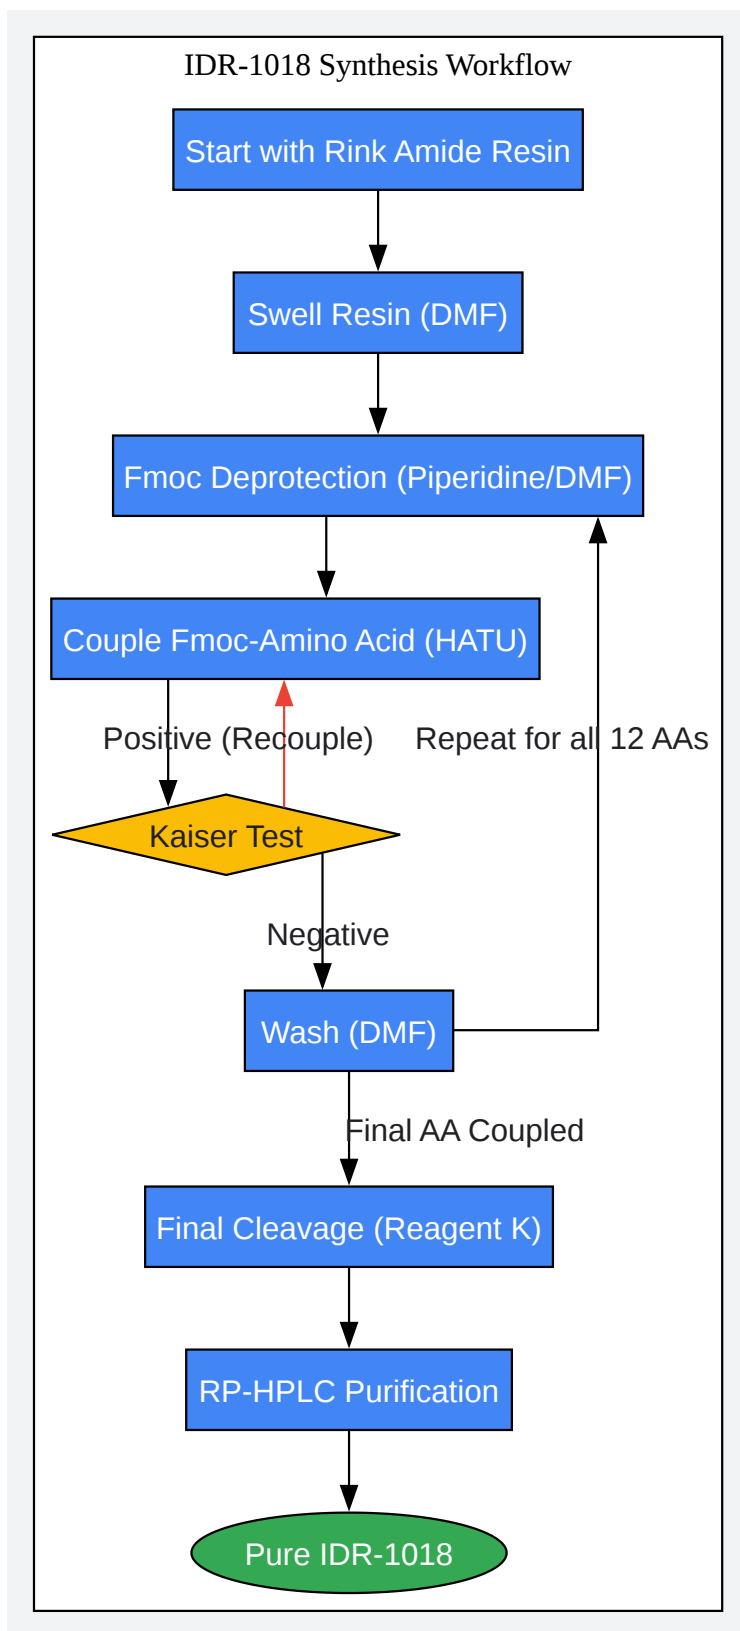 IDR-1018 Synthesis Workflow
Start with Rink Amide Resin
Swell Resin (DMF)
Fmoc Deprotection (Piperidine/DMF)
Couple Fmoc-Amino Acid (HATU)
Positive (Recouple)
Repeat for all 12 AAs
Kaiser Test
Negative
Wash (DMF)
Final AA Coupled
Final Cleavage (Reagent K)
RP-HPLC Purification
Pure IDR-1018